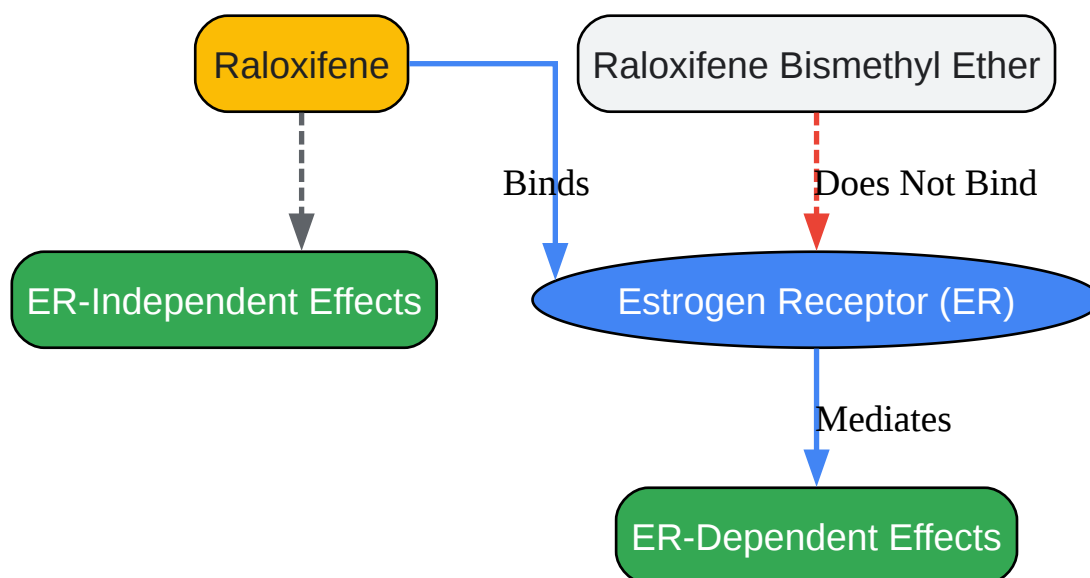 Raloxifene
Raloxifene Bismethyl Ether
Binds
Does Not Bind
ER-Independent Effects
Estrogen Receptor (ER)
Mediates
ER-Dependent Effects